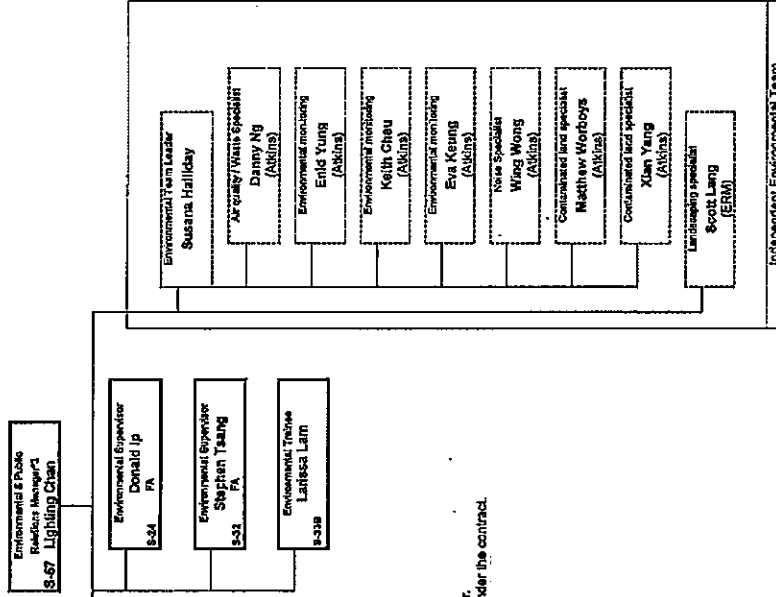 Environmental & Public
Relations Manager*1
S-67 Lighting Chan
Environmental Supervisor
Donald Ip
FA
S-24
Environmental Supervisor
Stephen Tsang
FA
S-32
Environmental Trainee
Larissa Lam
S-33B
Environmental Team Leader
Susana Halliday
Air quality / Waste Specialist
Danny Ng
(Atkins)
Environmental monitoring
Enid Yung
(Atkins)
Environmental monitoring
Keith Chau
(Atkins)
Environmental monitoring
Eva Keung
(Atkins)
Noise Specialist
Wing Wong
(Atkins)
Contaminated land specialist
Matthew Worboys
(Atkins)
Contaminated land specialist
Xian Yang
(Atkins)
Landscaping specialist
Scott Lang
(ERM)
Independent Environmental Team
r.
nder the contract.